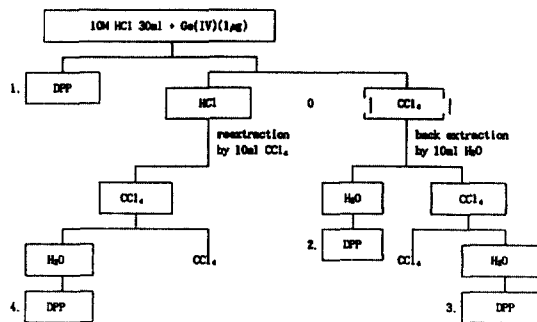 10M HCl 30ml + Ge(IV)(1μg)
1. DPP
HCl
0
CCl₄
reextraction
by 10ml CCl₄
back extraction
by 10ml H₂O
CCl₄
H₂O
CCl₄
H₂O
CCl₄
2. DPP
CCl₄
H₂O
4. DPP
3. DPP